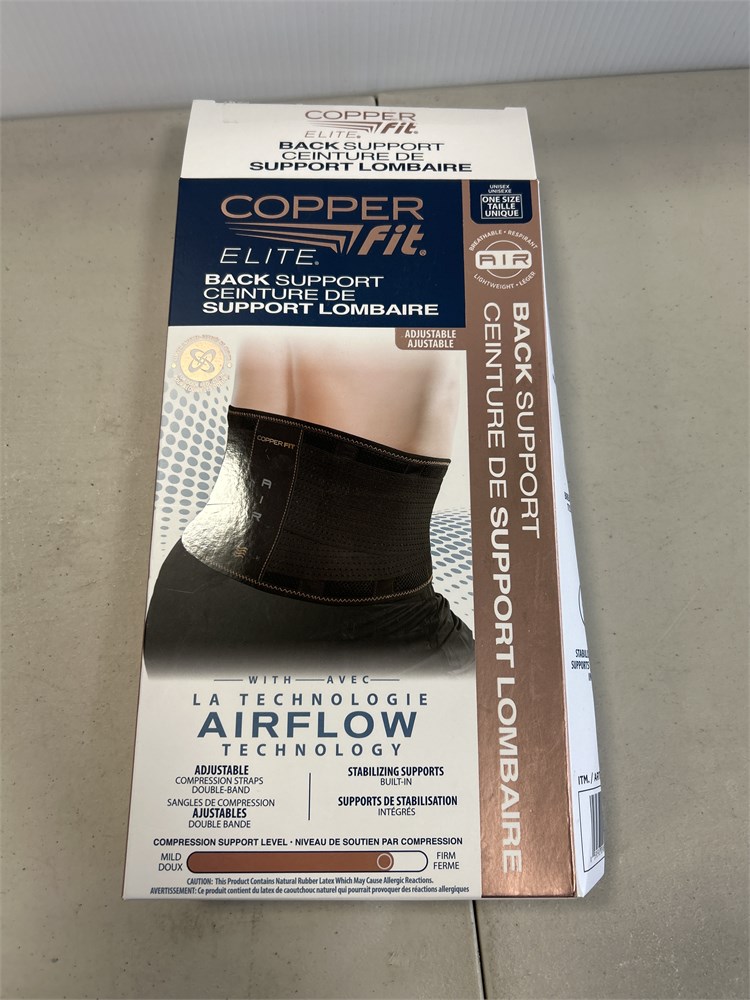 COPPER
fit®
ELITE®
BACK SUPPORT
CEINTURE DE
SUPPORT LOMBAIRE
COPPER
fit®
ELITE®
BACK SUPPORT
CEINTURE DE
SUPPORT LOMBAIRE
UNISEX
UNISEXE
ONE SIZE
TAILLE
UNIQUE
BREATHABLE • RESPIRANT
AIR
LIGHTWEIGHT • LÉGER
ADJUSTABLE
AJUSTABLE
BACK SUPPORT
CEINTURE DE SUPPORT LOMBAIRE
COPPER FIT
AIR
WITH AVEC
LA TECHNOLOGIE
AIRFLOW
TECHNOLOGY
ADJUSTABLE
COMPRESSION STRAPS
DOUBLE-BAND
SANGLES DE COMPRESSION
AJUSTABLES
DOUBLE BANDE
STABILIZING SUPPORTS
BUILT-IN
SUPPORTS DE STABILISATION
INTÉGRÉS
COMPRESSION SUPPORT LEVEL • NIVEAU DE SOUTIEN PAR COMPRESSION
MILD
DOUX
FIRM
FERME
CAUTION: This Product Contains Natural Rubber Latex Which May Cause Allergic Reactions.
AVERTISSEMENT: Ce produit contient du latex de caoutchouc naturel qui pourrait provoquer des réactions allergiques
ITM. / ART